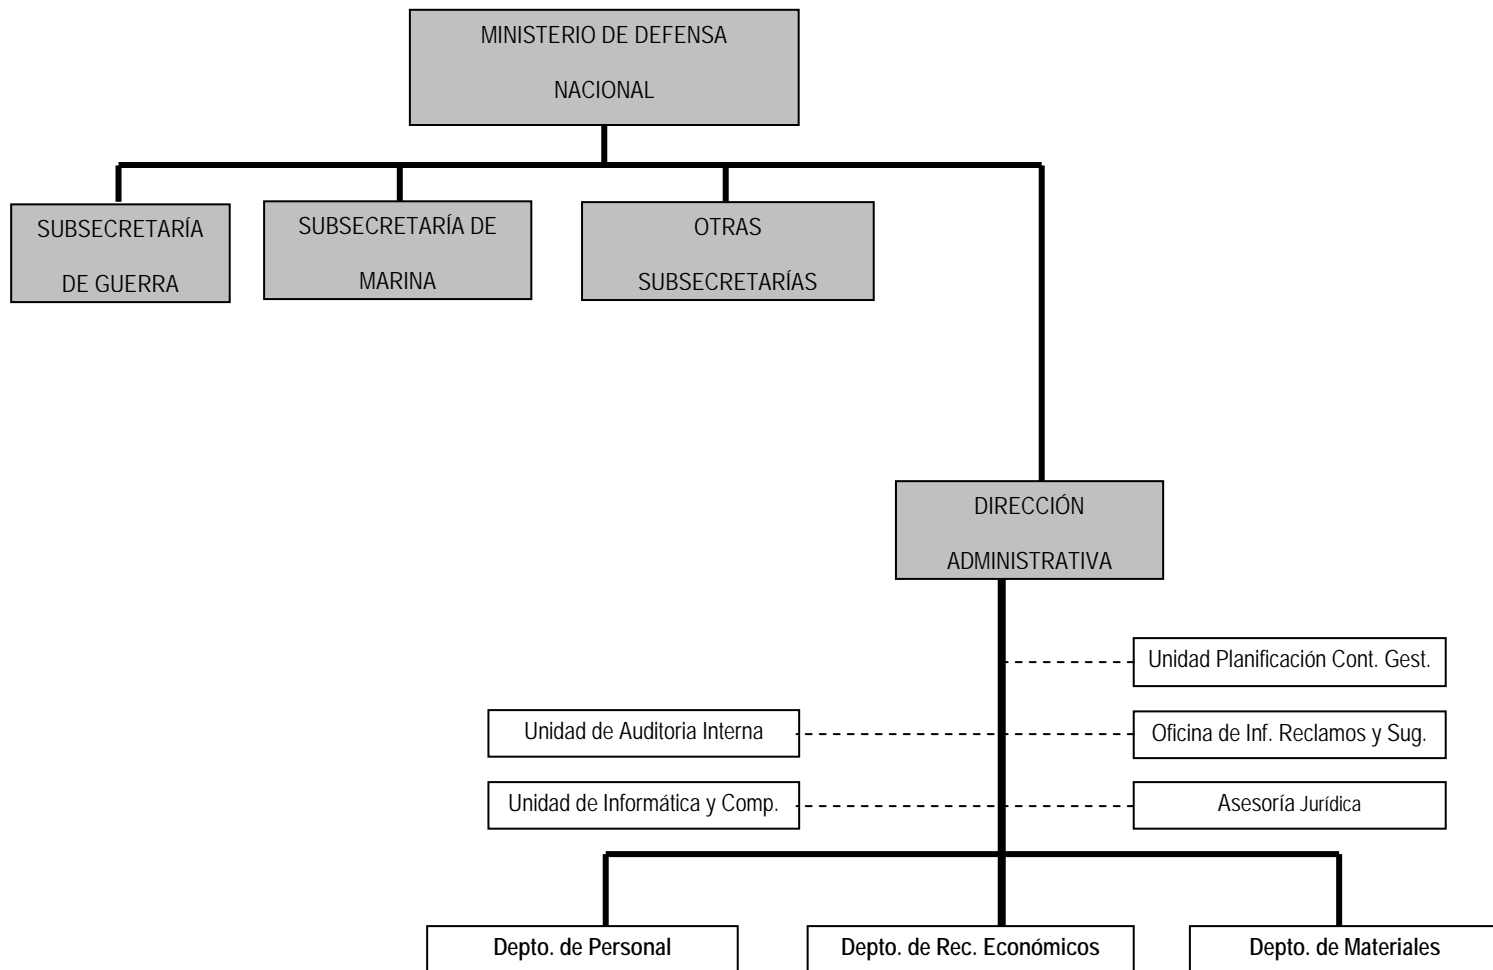 MINISTERIO DE DEFENSA
NACIONAL
SUBSECRETARÍA
DE GUERRA
SUBSECRETARÍA DE
MARINA
OTRAS
SUBSECRETARÍAS
DIRECCIÓN
ADMINISTRATIVA
Unidad Planificación Cont. Gest.
Unidad de Auditoria Interna
Oficina de Inf. Reclamos y Sug.
Unidad de Informática y Comp.
Asesoría Jurídica
Depto. de Personal
Depto. de Rec. Económicos
Depto. de Materiales